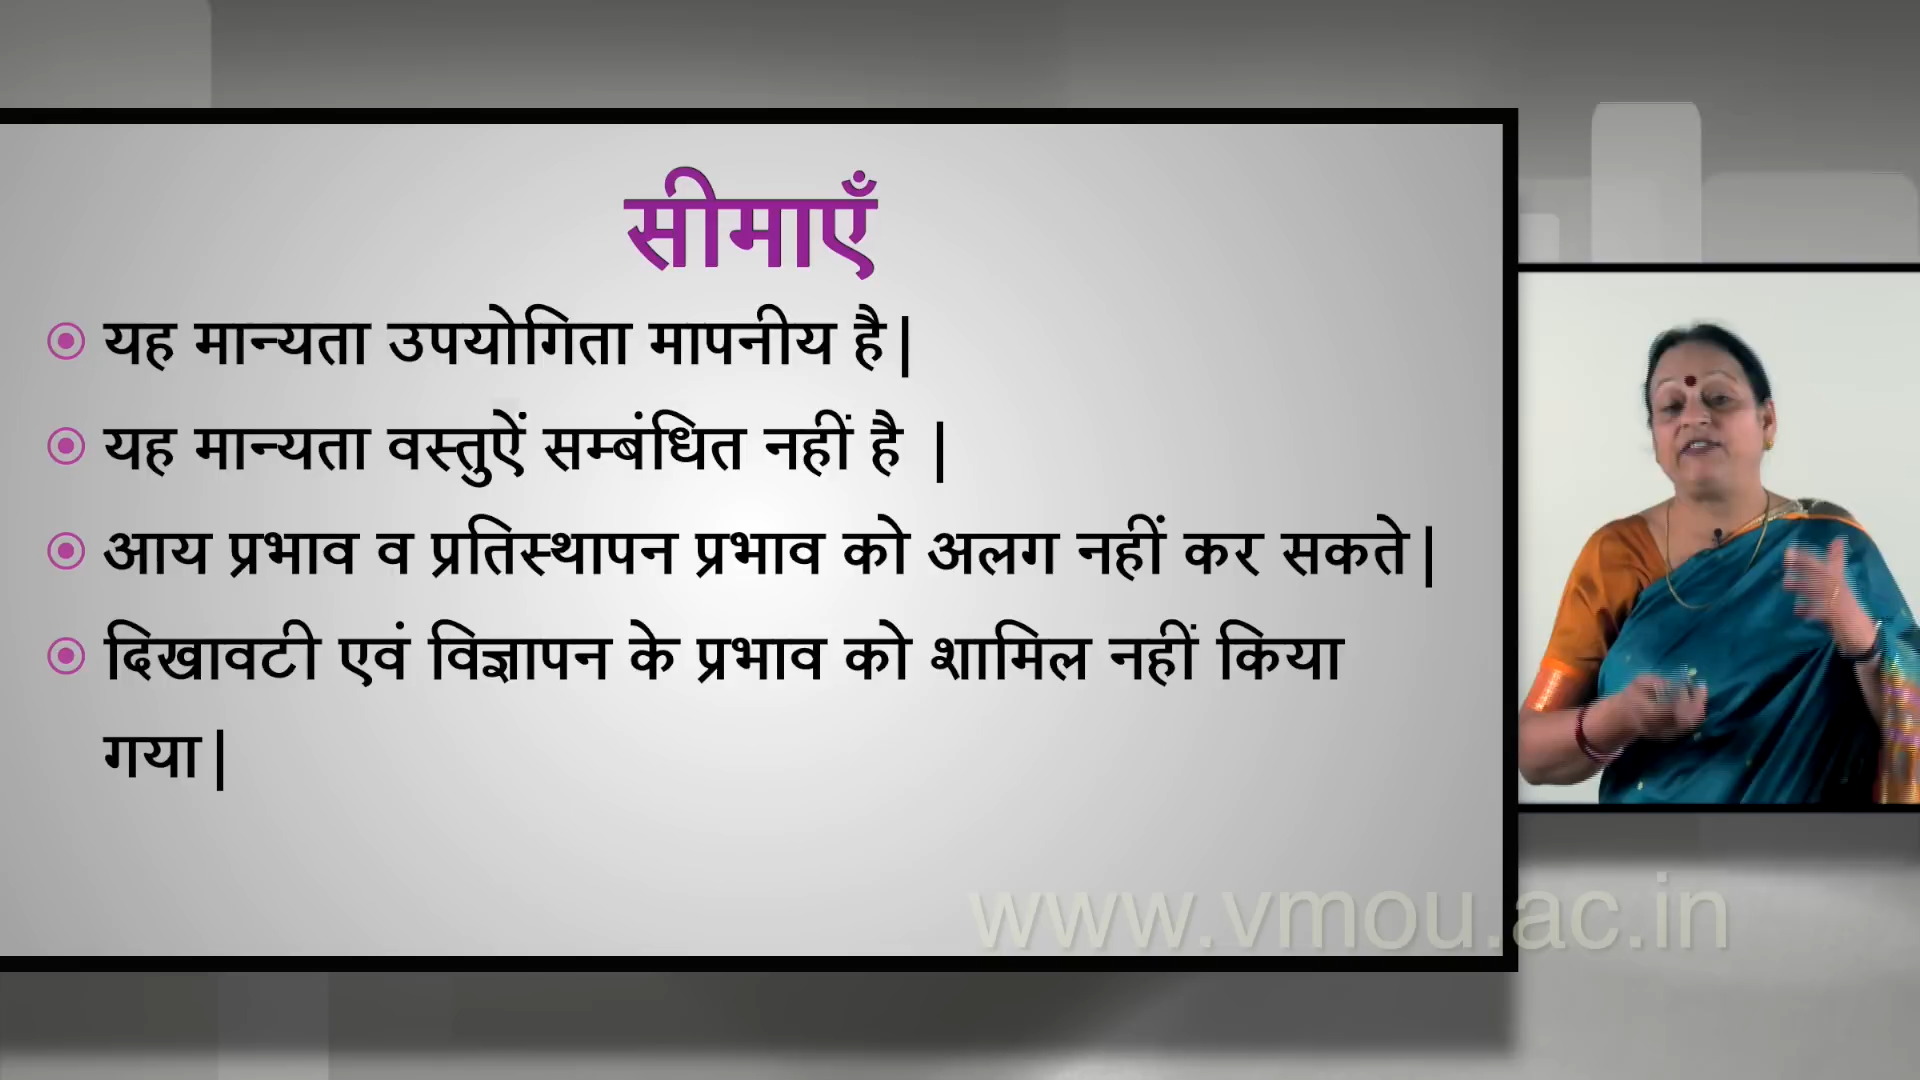 सीमाएँ
यह मान्यता उपयोगिता मापनीय है|
यह मान्यता वस्तुऐं सम्बंधित नहीं है |
आय प्रभाव व प्रतिस्थापन प्रभाव को अलग नहीं कर सकते|
दिखावटी एवं विज्ञापन के प्रभाव को शामिल नहीं किया
गया|
www.vmou.ac.in